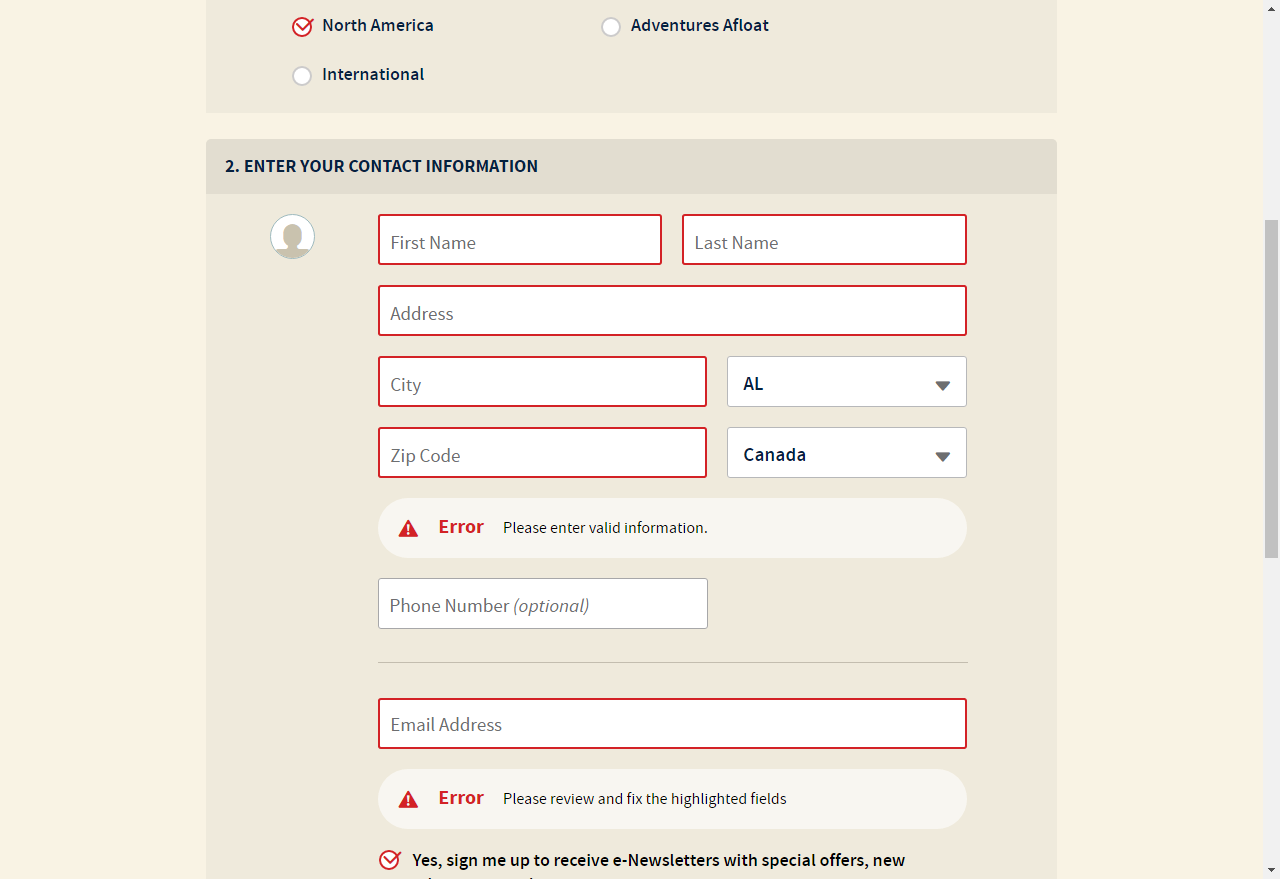 North America
Adventures Afloat
International
2. ENTER YOUR CONTACT INFORMATION
First Name
Last Name
Address
City
AL
Zip Code
Canada
Error Please enter valid information.
Phone Number (optional)
Email Address
Error Please review and fix the highlighted fields
Yes, sign me up to receive e-Newsletters with special offers, new